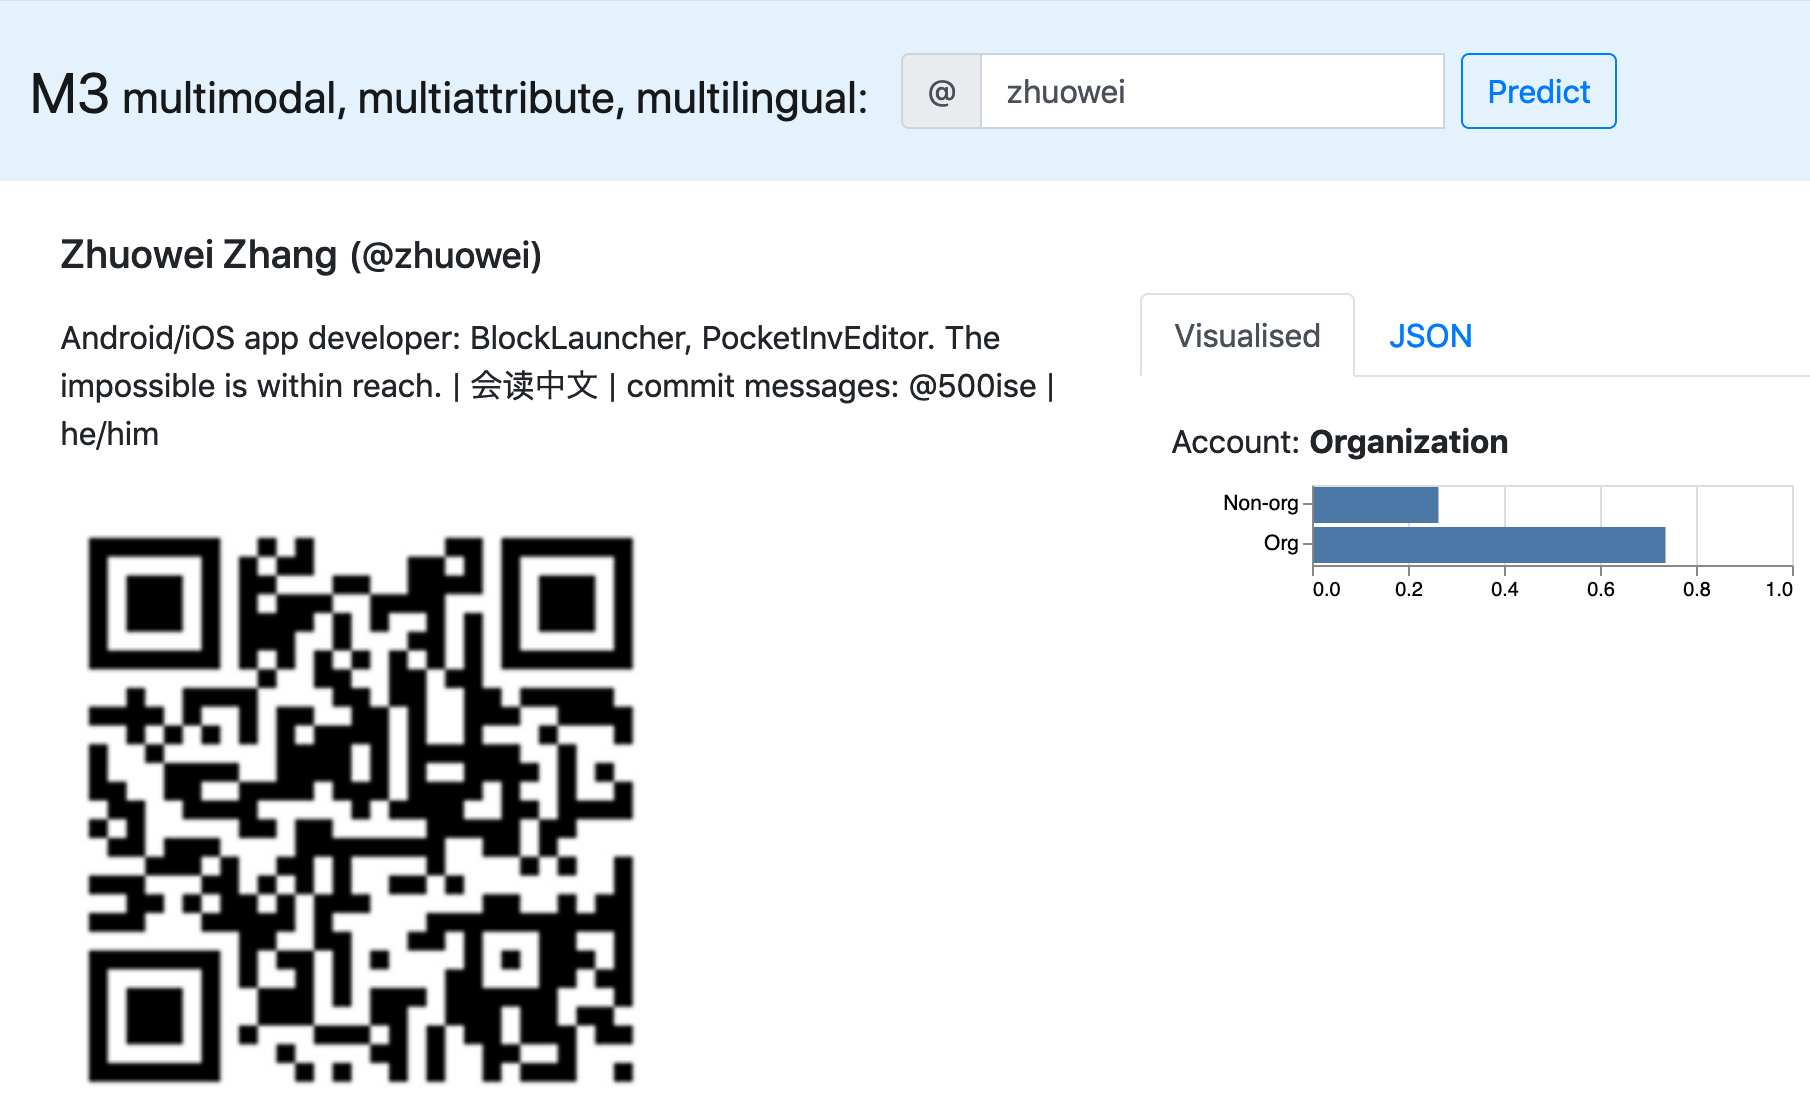 M3 multimodal, multiattribute, multilingual: @ zhuowei Predict
Zhuowei Zhang (@zhuowei)
Android/iOS app developer: BlockLauncher, PocketInvEditor. The
impossible is within reach. | 会读中文 | commit messages: @500ise |
he/him
Visualised JSON
Account: Organization
Non-org
Org
0.0 0.2 0.4 0.6 0.8 1.0